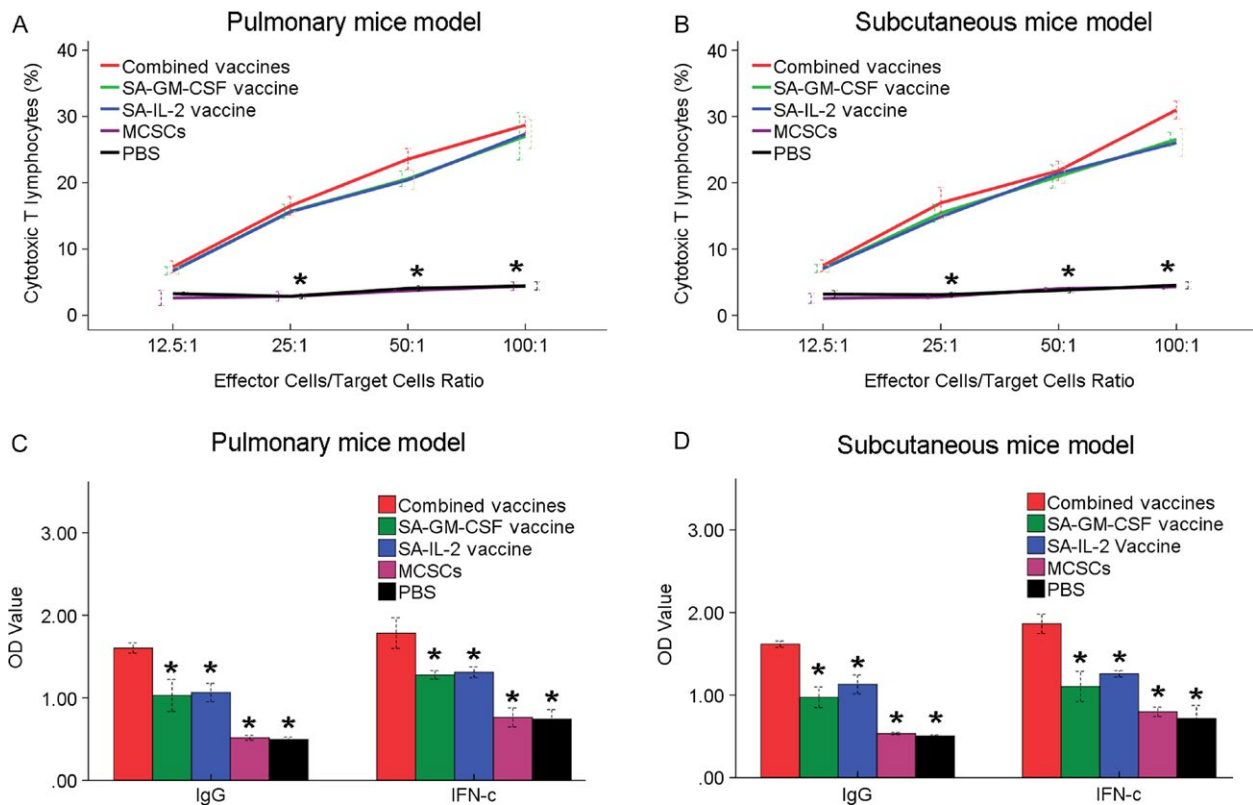 A
Pulmonary mice model
40
30
20
10
0
Cytotoxic T lymphocytes (%)
Combined vaccines
SA-GM-CSF vaccine
SA-IL-2 vaccine
MCSCs
PBS
*
*
*
12.5:1
25:1
50:1
100:1
Effector Cells/Target Cells Ratio
B
Subcutaneous mice model
40
30
20
10
0
Cytotoxic T lymphocytes (%)
Combined vaccines
SA-GM-CSF vaccine
SA-IL-2 vaccine
MCSCs
PBS
*
*
*
12.5:1
25:1
50:1
100:1
Effector Cells/Target Cells Ratio
C
Pulmonary mice model
3.00
2.00
1.00
.00
OD Value
Combined vaccines
SA-GM-CSF vaccine
SA-IL-2 vaccine
MCSCs
PBS
*
*
*
*
*
*
*
*
IgG
IFN-c
D
Subcutaneous mice model
3.00
2.00
1.00
.00
OD Value
Combined vaccines
SA-GM-CSF vaccine
SA-IL-2 Vaccine
MCSCs
PBS
*
*
*
*
*
*
*
*
IgG
IFN-c